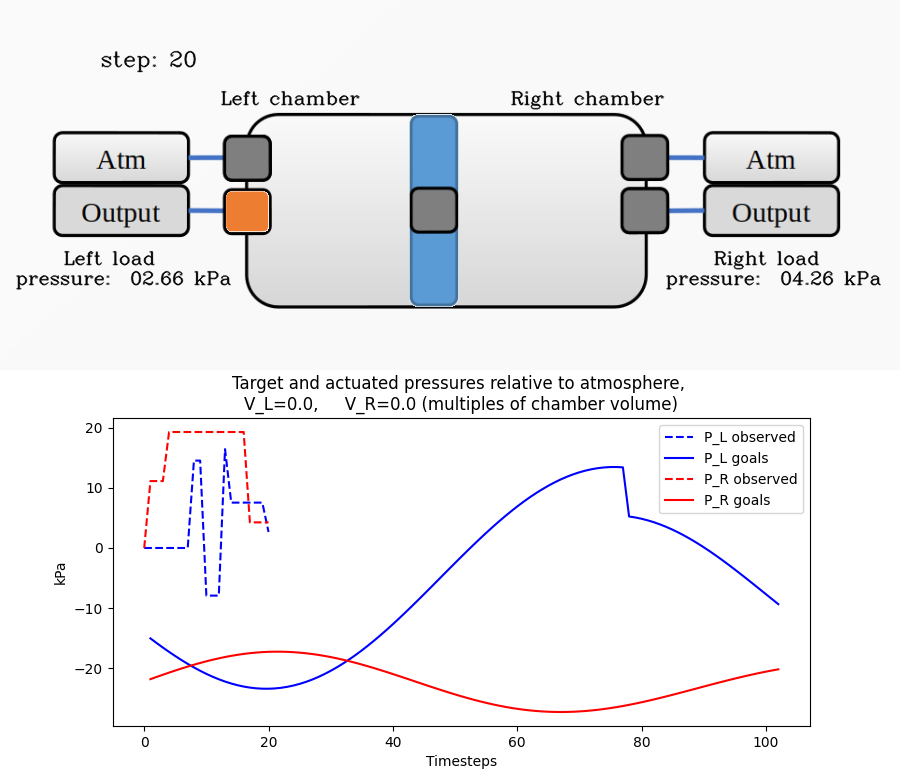 step: 20
Left chamber
Right chamber
Atm
Atm
Output
Output
Left load
pressure: 02.66 kPa
Right load
pressure: 04.26 kPa
Target and actuated pressures relative to atmosphere,
V_L=0.0, V_R=0.0 (multiples of chamber volume)
P_L observed
P_L goals
P_R observed
P_R goals
20
10
0
−10
−20
kPa
0 20 40 60 80 100
Timesteps